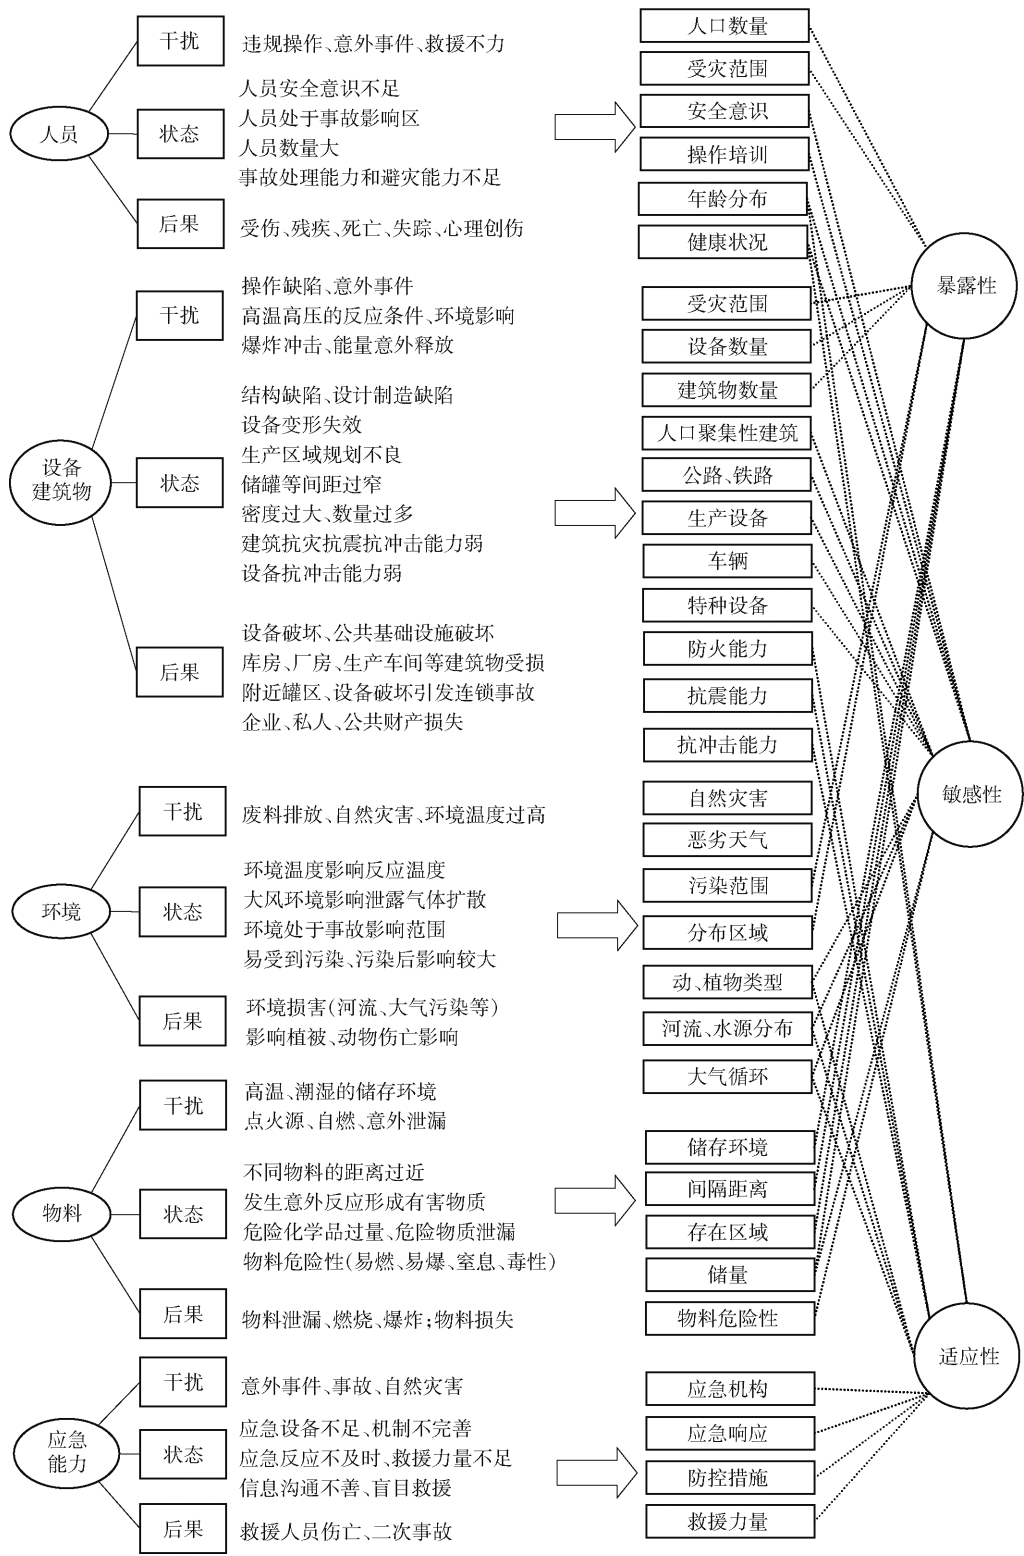 人员
干扰
违规操作、意外事件、救援不力
状态
人员安全意识不足
人员处于事故影响区
人员数量大
事故处理能力和避灾能力不足
后果
受伤、残疾、死亡、失踪、心理创伤
设备
建筑物
干扰
操作缺陷、意外事件
高温高压的反应条件、环境影响
爆炸冲击、能量意外释放
状态
结构缺陷、设计制造缺陷
设备变形失效
生产区域规划不良
储罐等间距过窄
密度过大、数量过多
建筑抗灾抗震抗冲击能力弱
设备抗冲击能力弱
后果
设备破坏、公共基础设施破坏
库房、厂房、生产车间等建筑物受损
附近罐区、设备破坏引发连锁事故
企业、私人、公共财产损失
环境
干扰
废料排放、自然灾害、环境温度过高
状态
环境温度影响反应温度
大风环境影响泄露气体扩散
环境处于事故影响范围
易受到污染、污染后影响较大
后果
环境损害(河流、大气污染等)
影响植被、动物伤亡影响
物料
干扰
高温、潮湿的储存环境
点火源、自燃、意外泄漏
状态
不同物料的距离过近
发生意外反应形成有害物质
危险化学品过量、危险物质泄漏
物料危险性(易燃、易爆、窒息、毒性)
后果
物料泄漏、燃烧、爆炸;物料损失
应急
能力
干扰
意外事件、事故、自然灾害
状态
应急设备不足、机制不完善
应急反应不及时、救援力量不足
信息沟通不善、盲目救援
后果
救援人员伤亡、二次事故
人口数量
受灾范围
安全意识
操作培训
年龄分布
健康状况
受灾范围
设备数量
建筑物数量
人口聚集性建筑
公路、铁路
生产设备
车辆
特种设备
防火能力
抗震能力
抗冲击能力
自然灾害
恶劣天气
污染范围
分布区域
动、植物类型
河流、水源分布
大气循环
储存环境
间隔距离
存在区域
储量
物料危险性
应急机构
应急响应
防控措施
救援力量
暴露性
敏感性
适应性